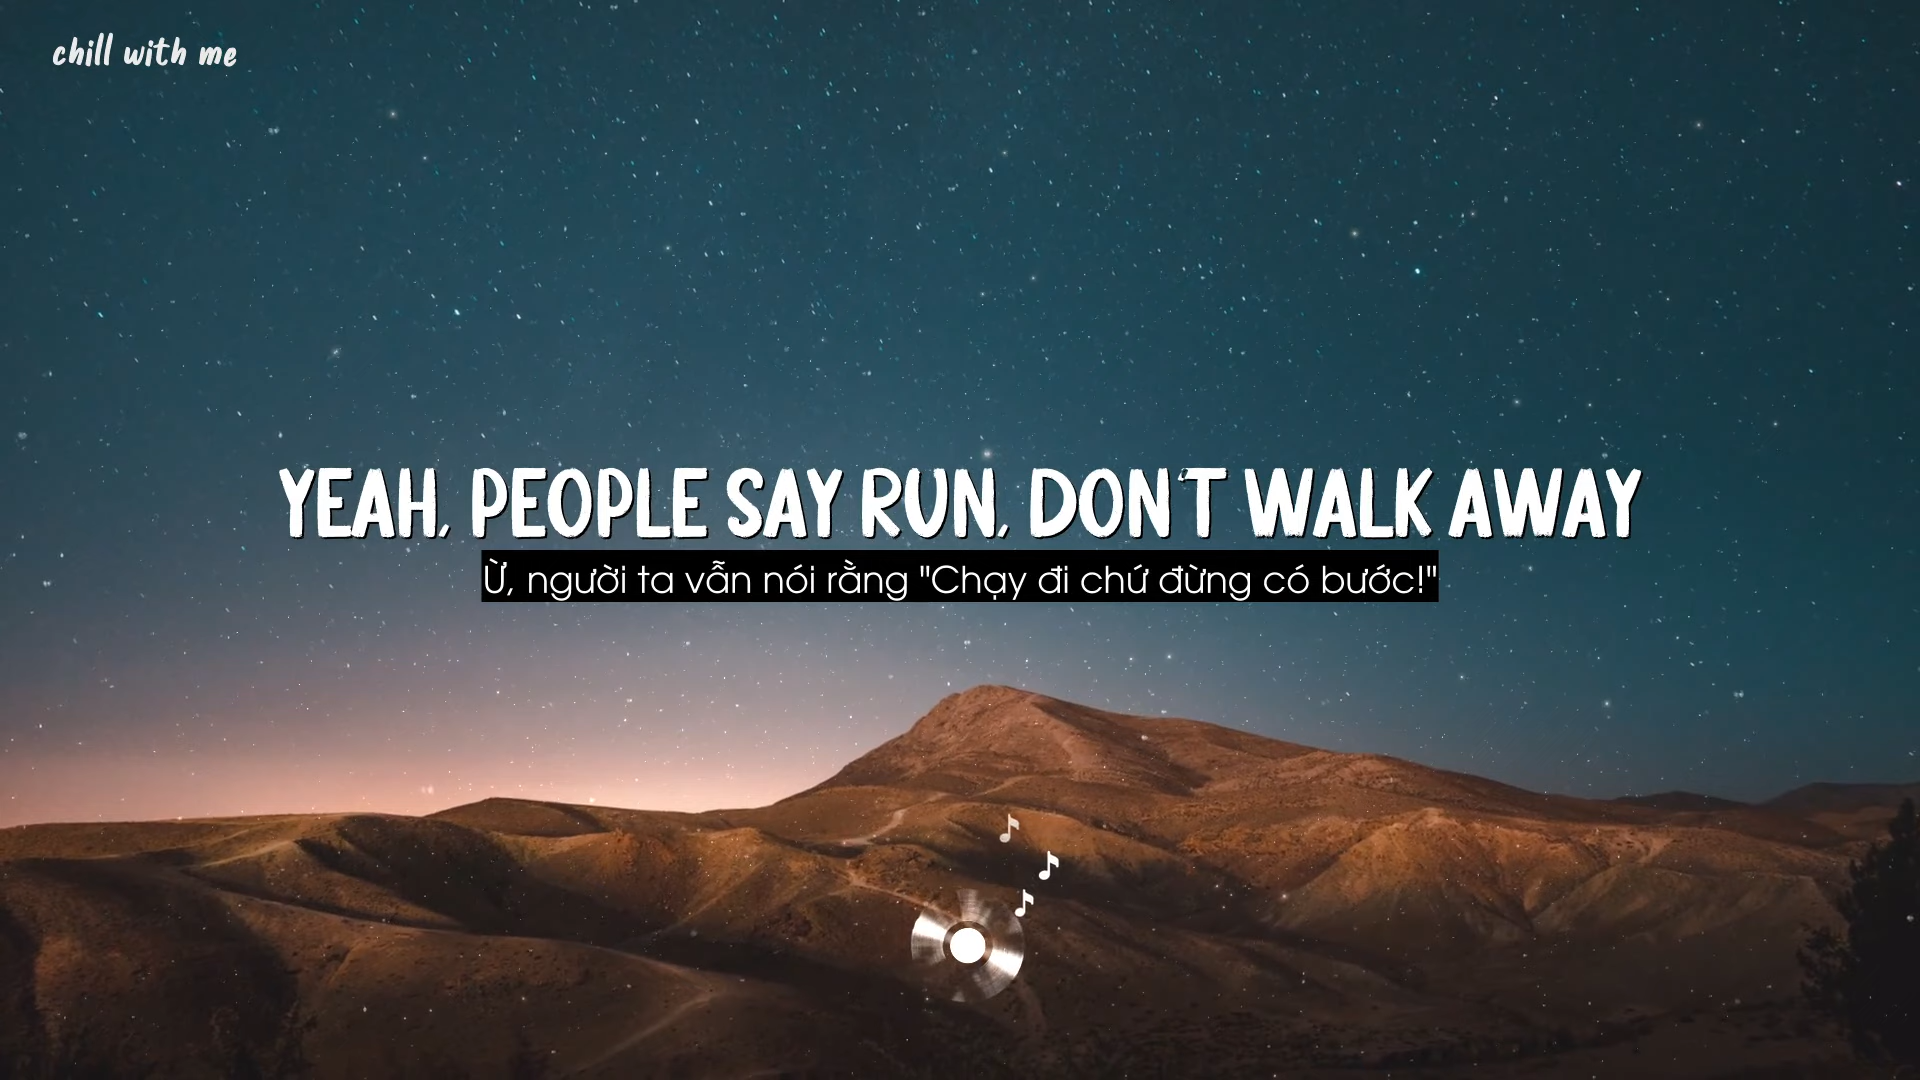 chill with me
YEAH, PEOPLE SAY RUN, DON'T WALK AWAY
Ừ, người ta vẫn nói rằng "Chạy đi chứ đừng có bước!"